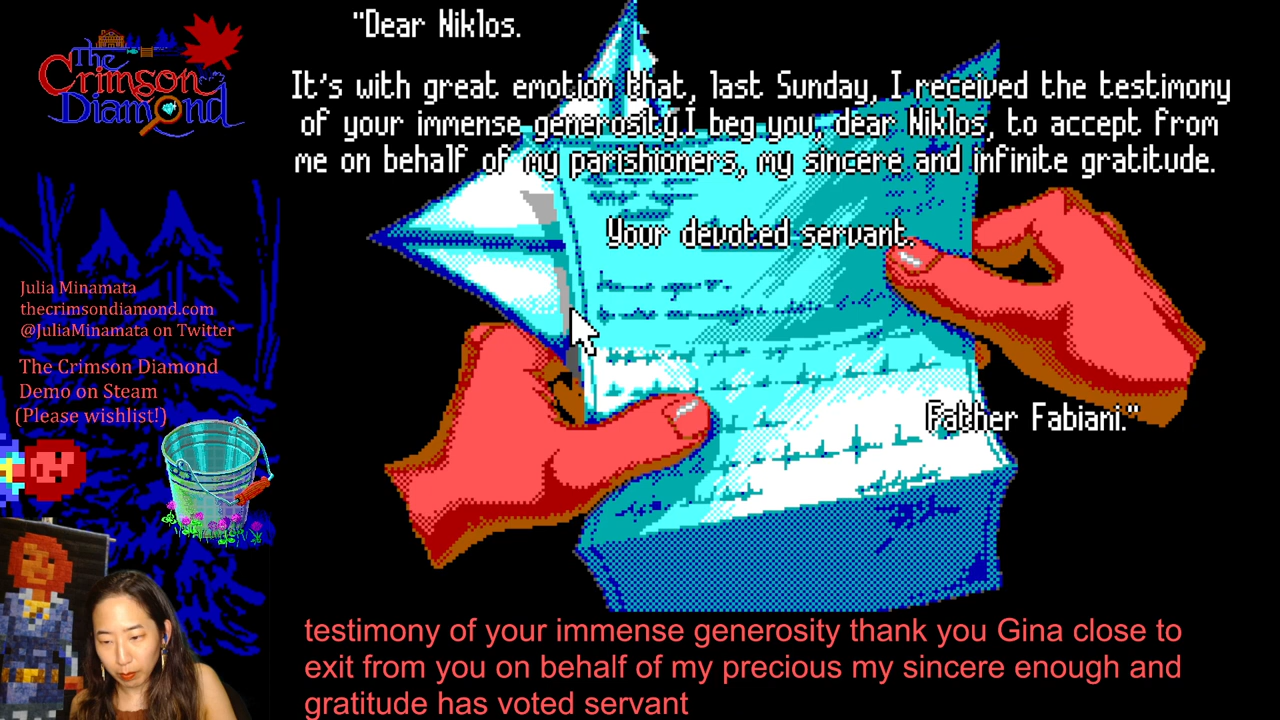 The
Crimson
Diamond
Julia Minamata
thecrimsondiamond.com
@JuliaMinamata on Twitter
The Crimson Diamond
Demo on Steam
(Please wishlist!)
"Dear Niklos.
It's with great emotion that, last Sunday, I received the testimony
of your immense generosity.I beg you, dear Niklos, to accept from
me on behalf of my parishioners, my sincere and infinite gratitude.
Your devoted servant.
Father Fabiani."
testimony of your immense generosity thank you Gina close to
exit from you on behalf of my precious my sincere enough and
gratitude has voted servant